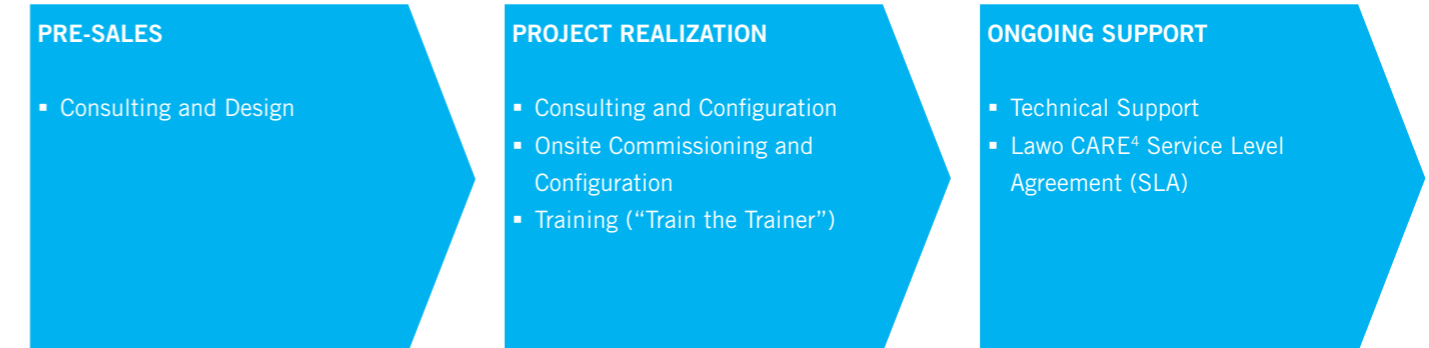 PRE-SALES
▪ Consulting and Design
PROJECT REALIZATION
▪ Consulting and Configuration
▪ Onsite Commissioning and
Configuration
▪ Training (“Train the Trainer”)
ONGOING SUPPORT
▪ Technical Support
▪ Lawo CARE⁴ Service Level
Agreement (SLA)